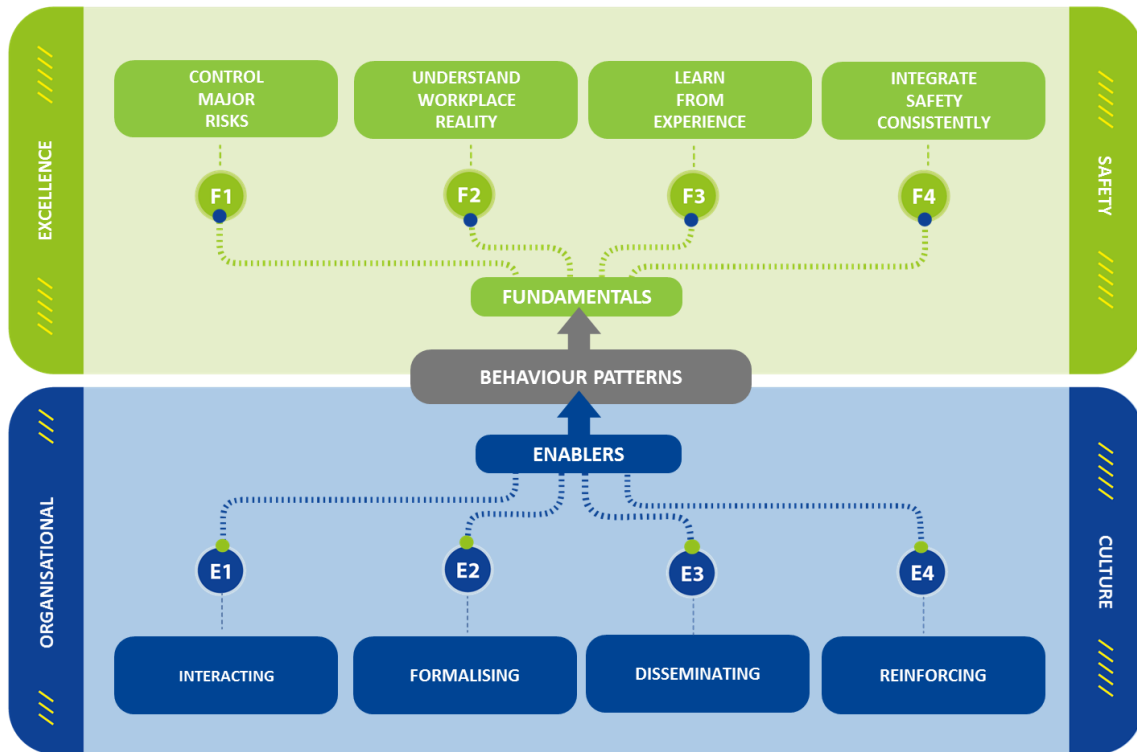 EXCELLENCE
SAFETY
CONTROL
MAJOR
RISKS
UNDERSTAND
WORKPLACE
REALITY
LEARN
FROM
EXPERIENCE
INTEGRATE
SAFETY
CONSISTENTLY
F1
F2
F3
F4
FUNDAMENTALS
BEHAVIOUR PATTERNS
ENABLERS
ORGANISATIONAL
CULTURE
E1
E2
E3
E4
INTERACTING
FORMALISING
DISSEMINATING
REINFORCING